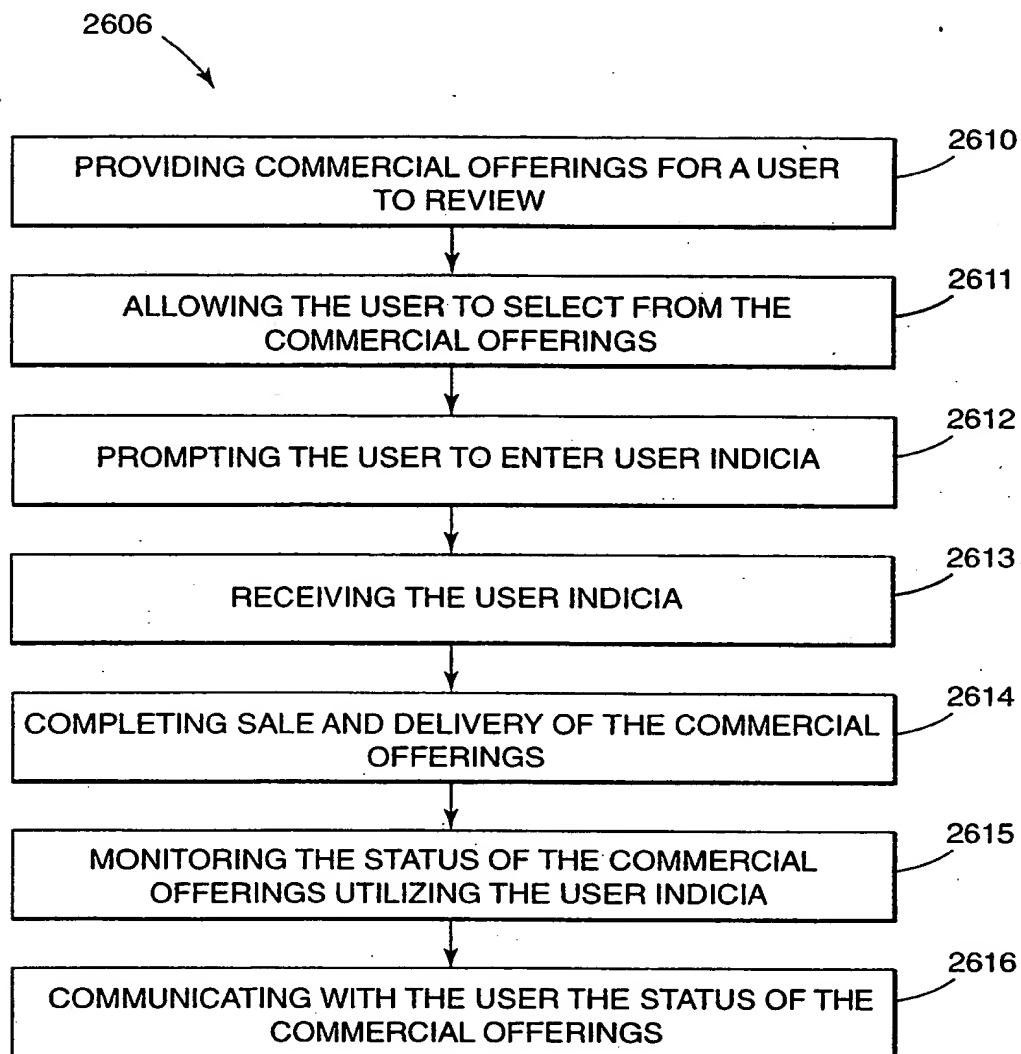 2606
2610
PROVIDING COMMERCIAL OFFERINGS FOR A USER
TO REVIEW
2611
ALLOWING THE USER TO SELECT FROM THE
COMMERCIAL OFFERINGS
2612
PROMPTING THE USER TO ENTER USER INDICIA
2613
RECEIVING THE USER INDICIA
2614
COMPLETING SALE AND DELIVERY OF THE COMMERCIAL
OFFERINGS
2615
MONITORING THE STATUS OF THE COMMERCIAL
OFFERINGS UTILIZING THE USER INDICIA
2616
COMMUNICATING WITH THE USER THE STATUS OF THE
COMMERCIAL OFFERINGS